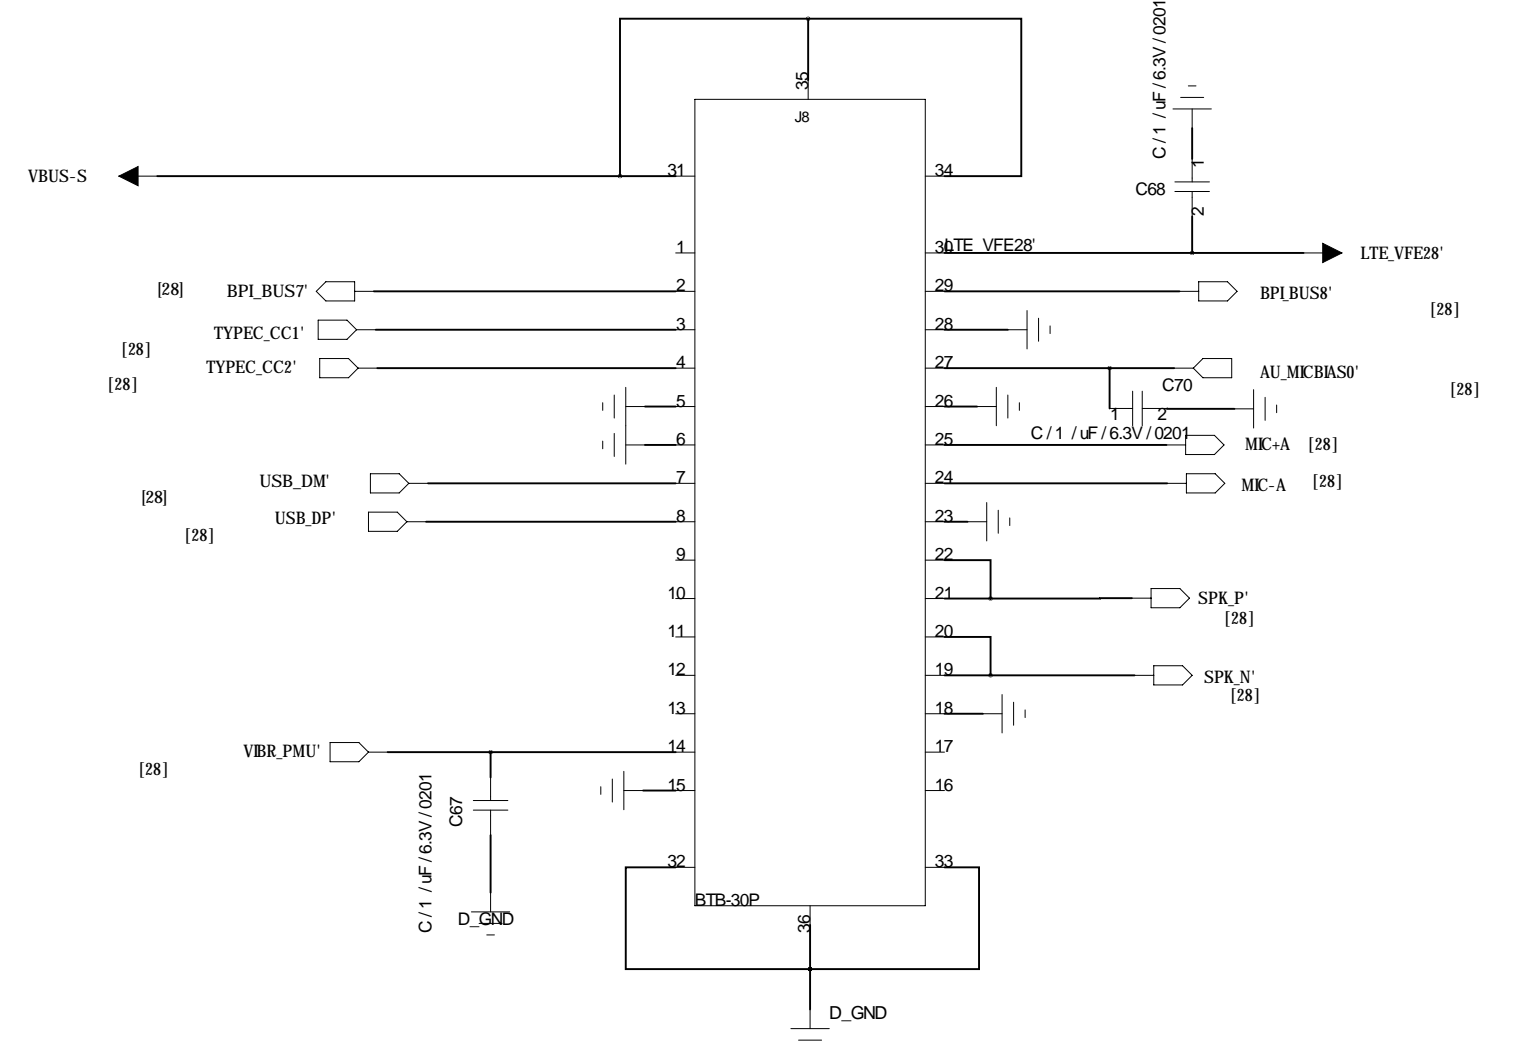 C / 1 / uF / 6.3V / 0201
35
J8
VBUS-S
31
34
1
C68
2
1
30
LTE_VFE28'
LTE_VFE28'
[28]
BPI_BUS7'
2
29
BPI_BUS8'
[28]
TYPEC_CC1'
3
28
[28]
TYPEC_CC2'
4
27
AU_MICBIAS0'
[28]
C70
[28]
5
26
1
2
C / 1 / uF / 6.3V / 0201
6
25
MIC+A
[28]
USB_DM'
7
24
MIC-A
[28]
[28]
USB_DP'
8
23
[28]
9
22
10
21
SPK_P'
[28]
11
20
12
19
SPK_N'
[28]
13
18
VIBR_PMU'
14
17
[28]
15
16
C / 1 / uF / 6.3V / 0201
C67
32
33
BTB-30P
D_GND
36
D_GND